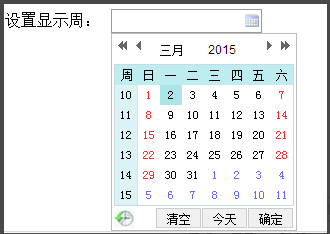 设置显示周：
三月 2015
周 日 一 二 三 四 五 六
10 1 2 3 4 5 6 7
11 8 9 10 11 12 13 14
12 15 16 17 18 19 20 21
13 22 23 24 25 26 27 28
14 29 30 31 1 2 3 4
15 5 6 7 8 9 10 11
清空 今天 确定